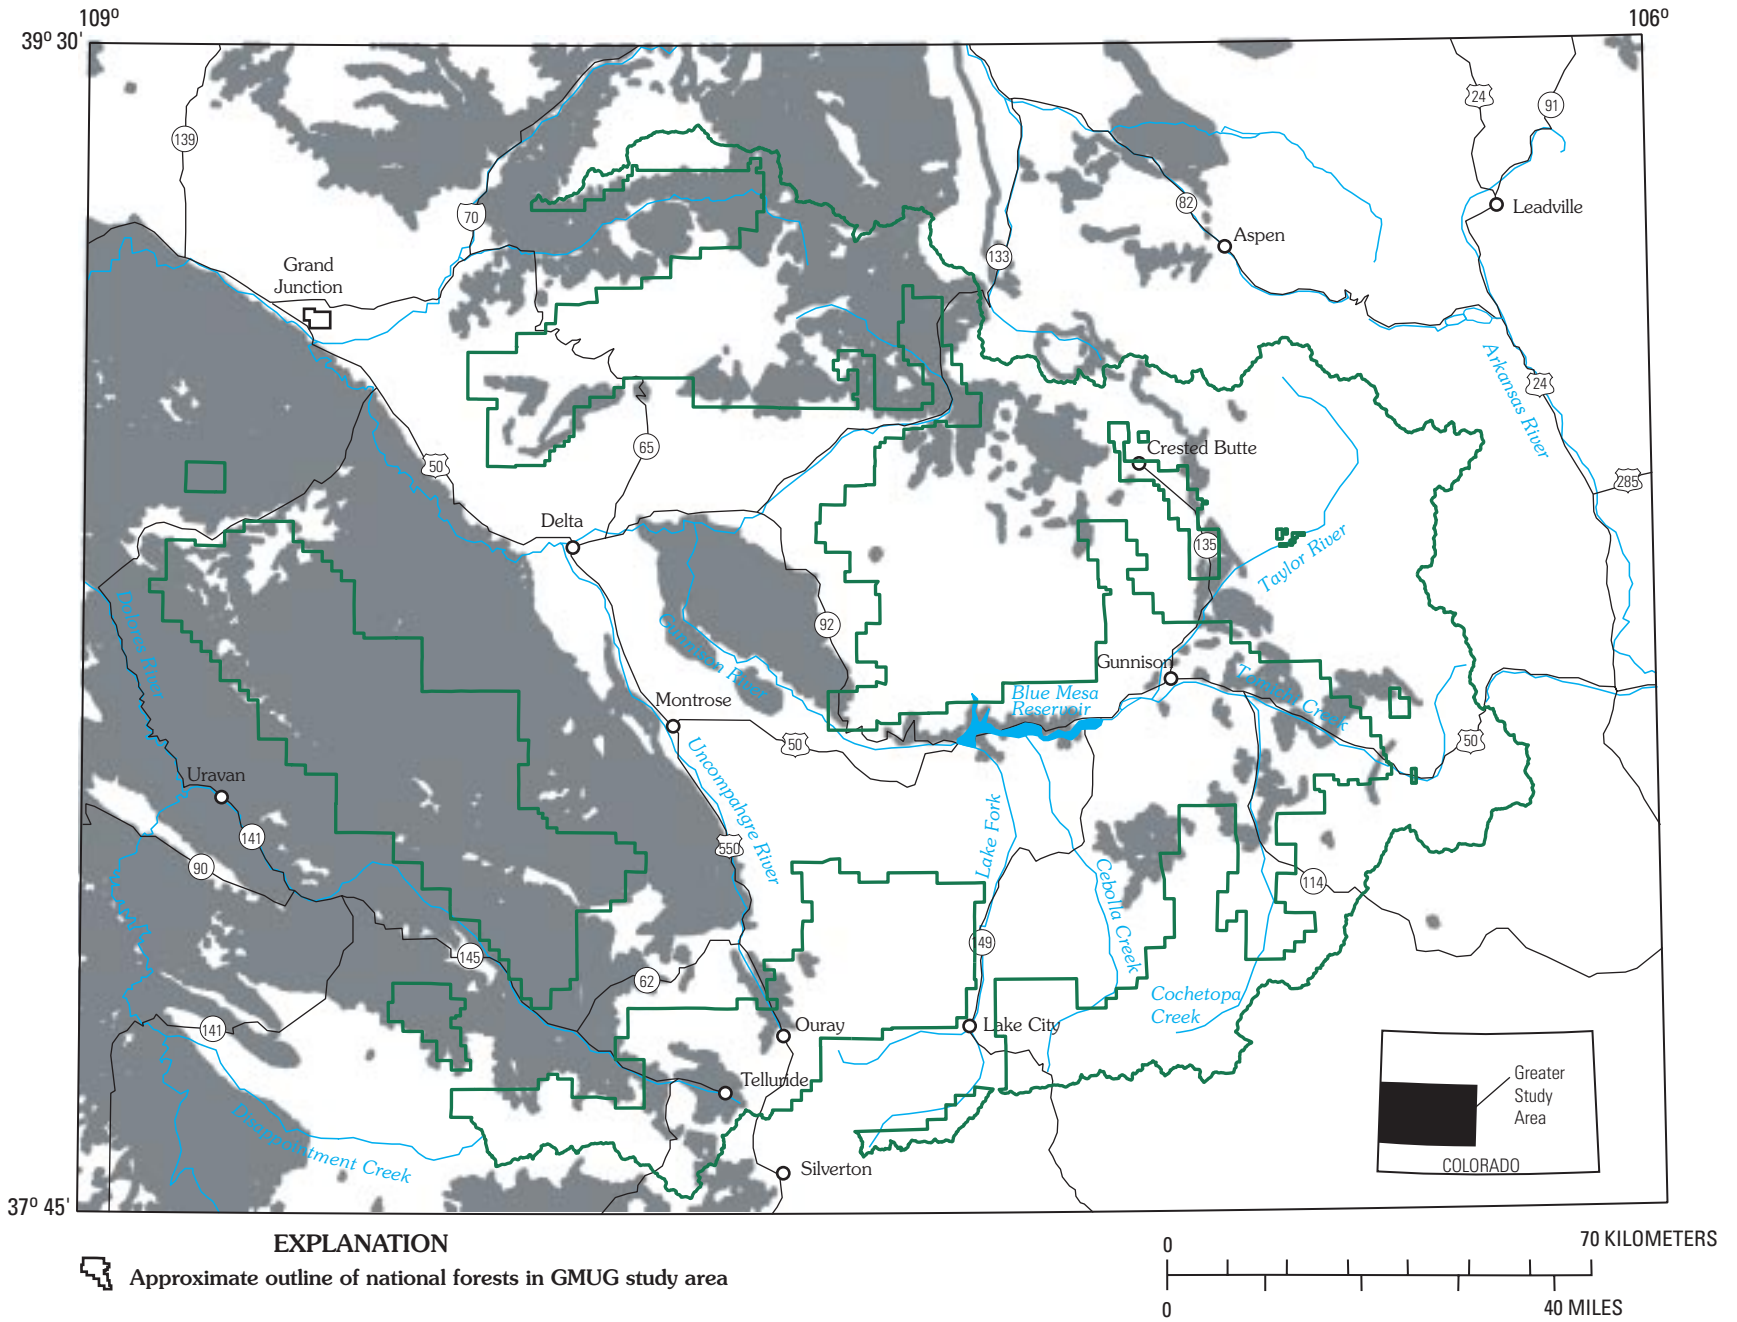 109º
106º
39º 30'
24
91
139
70
82
Leadville
Aspen
133
Grand
Junction
Arkansas River
24
50
65
Crested Butte
285
Delta
135
Taylor River
Dolores River
Gunnison River
92
Gunnison
Tomichi Creek
Blue Mesa
Reservoir
Montrose
50
50
Uncompahgre River
Uravan
141
550
Lake Fork
90
Cebolla Creek
114
145
149
62
Cochetopa
Creek
141
Ouray
Lake City
Telluride
Greater
Study
Area
Disappointment Creek
Silverton
COLORADO
37º 45'
EXPLANATION
0
70 KILOMETERS
Approximate outline of national forests in GMUG study area
0
40 MILES